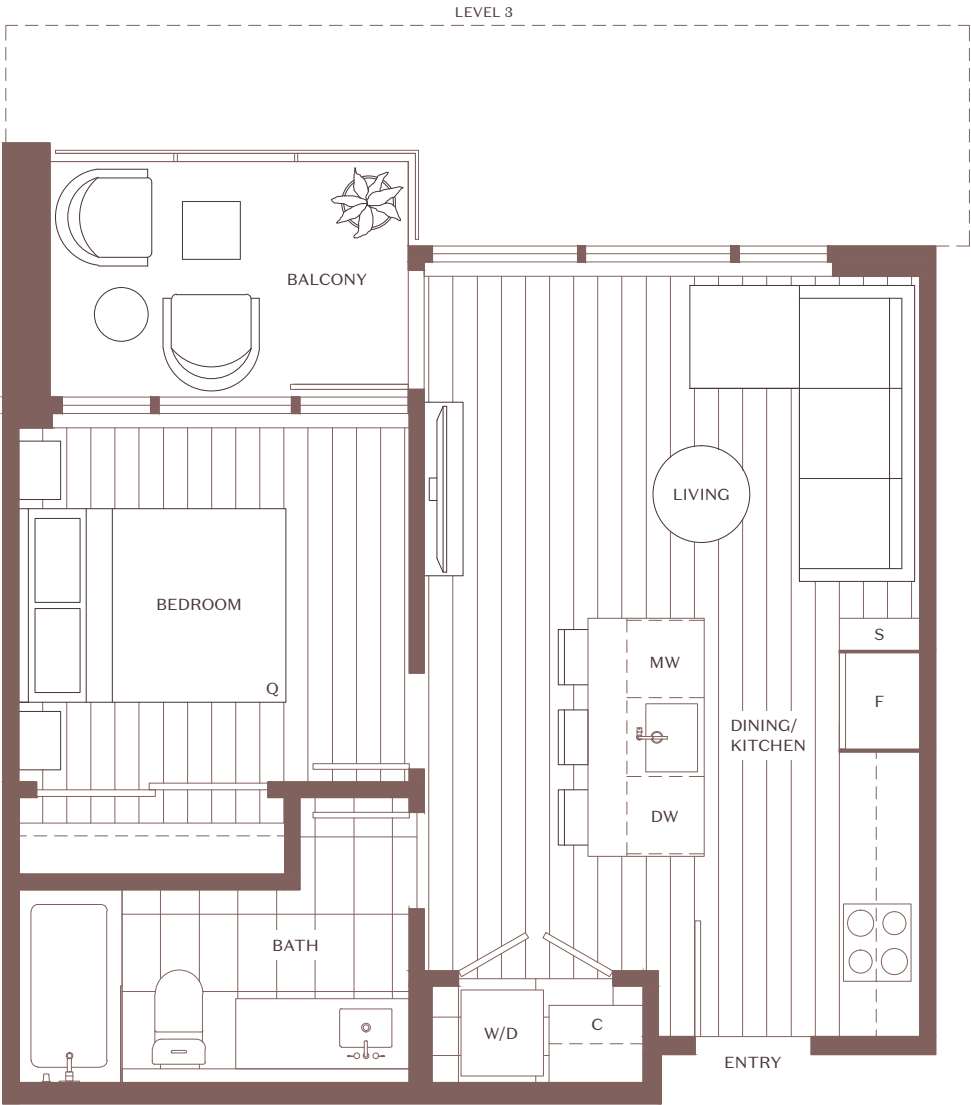 LEVEL 3
BALCONY
LIVING
BEDROOM
Q
S
MW
F
DINING/
KITCHEN
DW
BATH
W/D
C
ENTRY